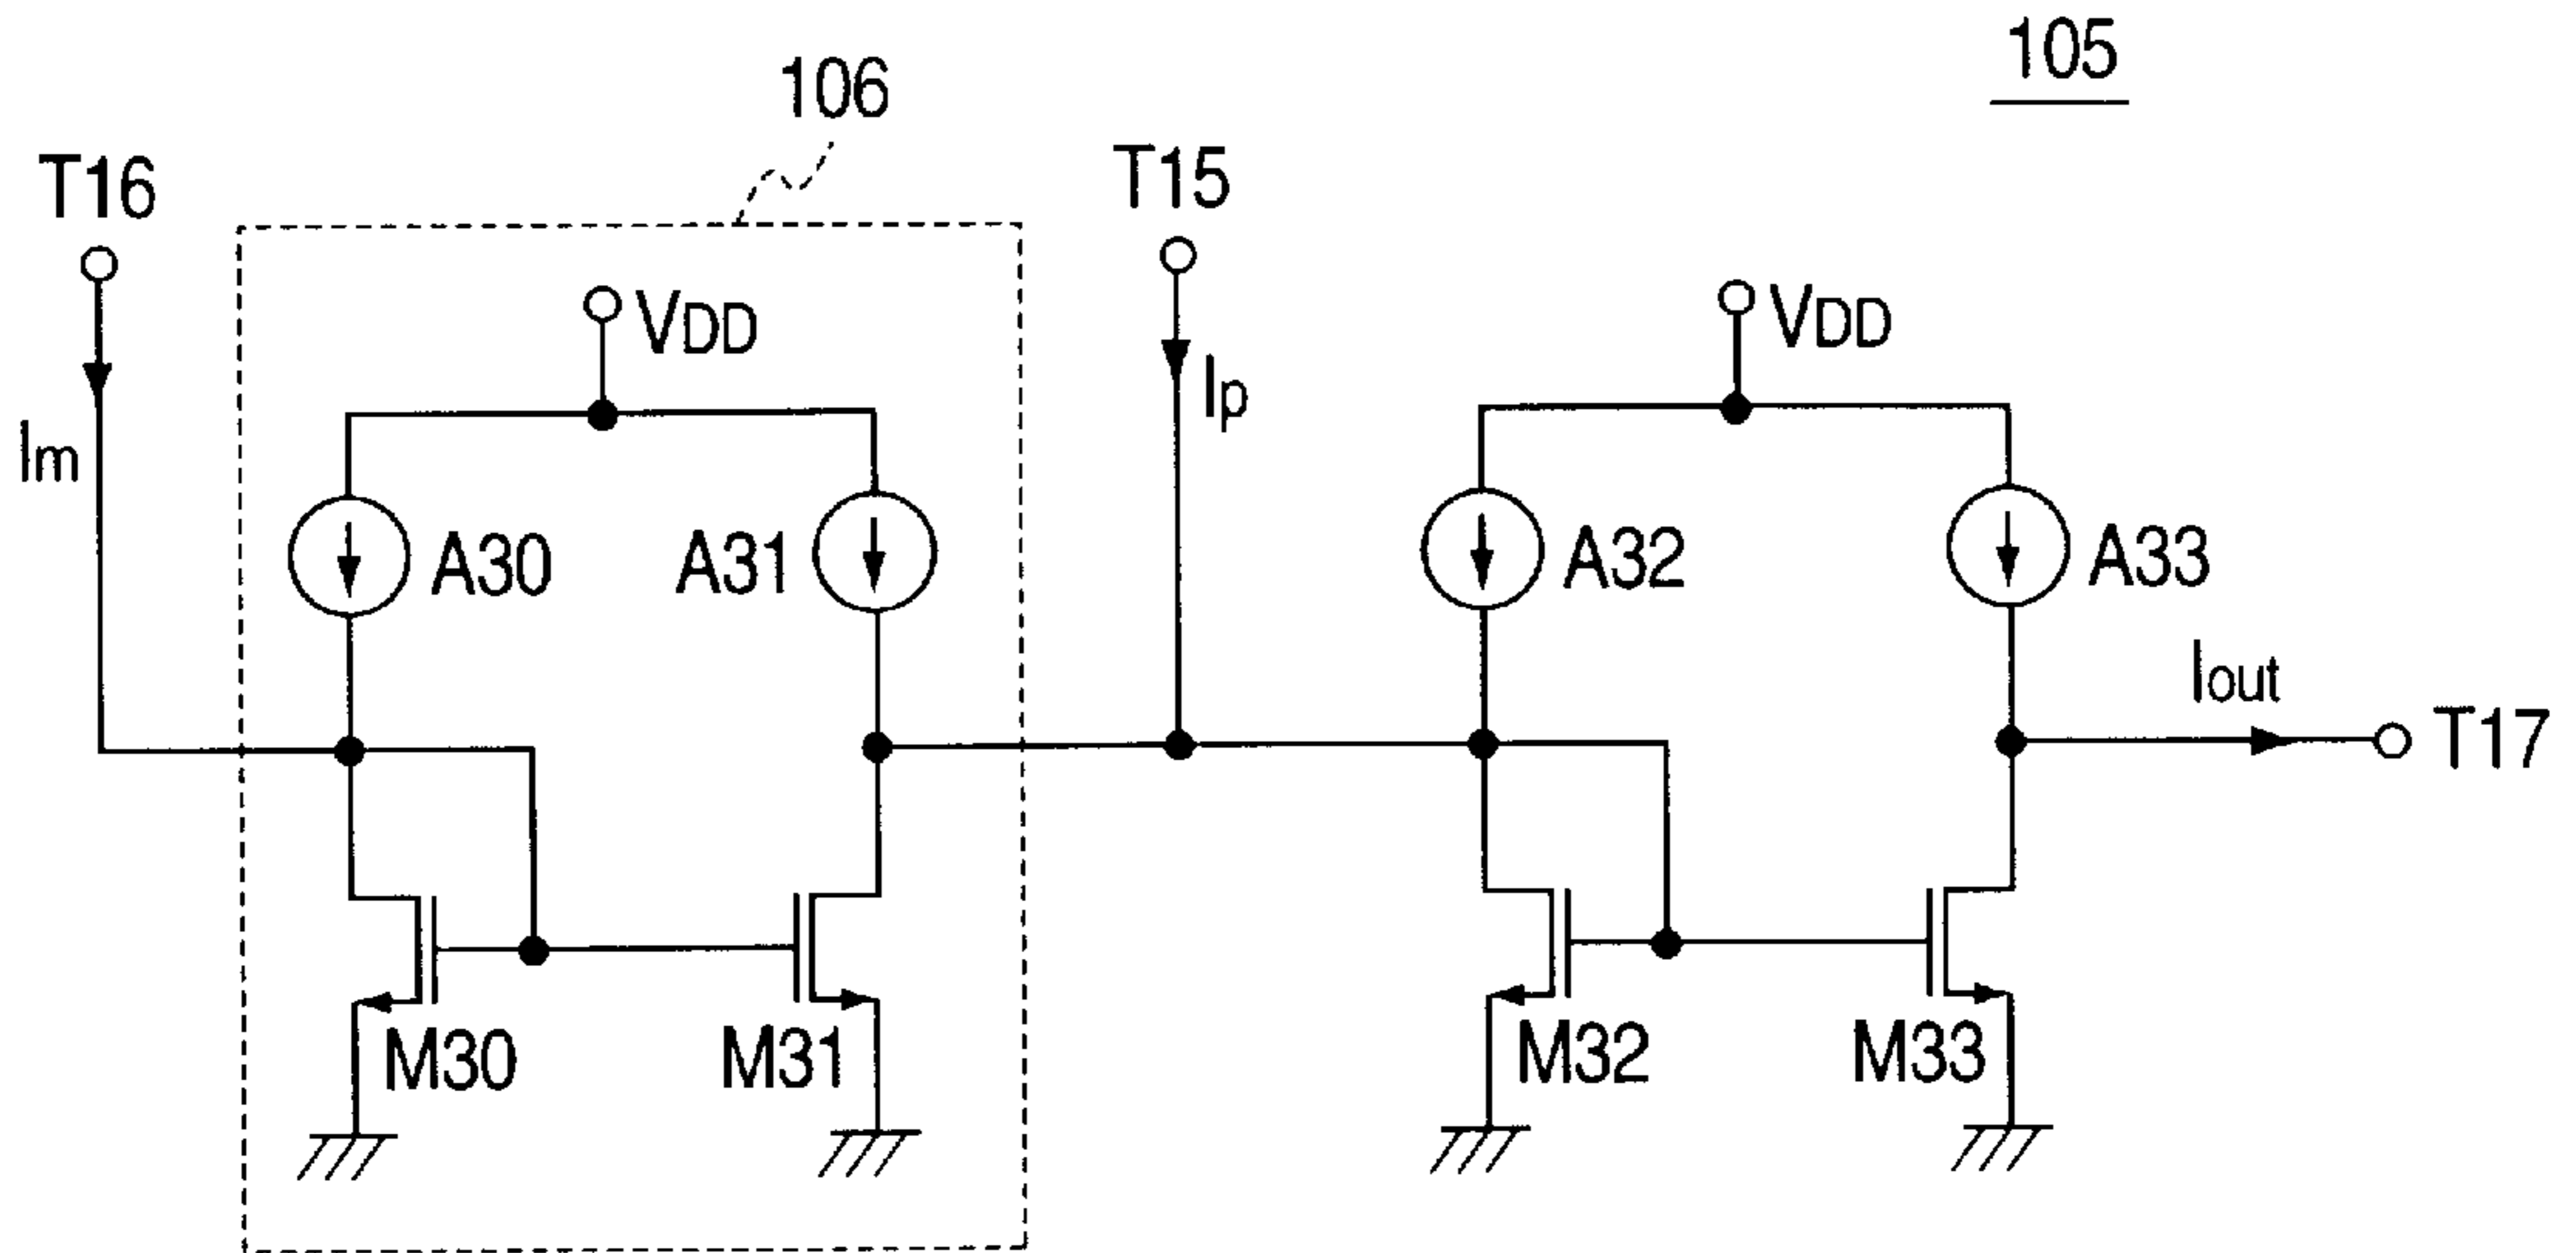 105
106
T16
T15
VDD
VDD
Ip
Im
A30
A31
A32
A33
Iout
T17
M30
M31
M32
M33